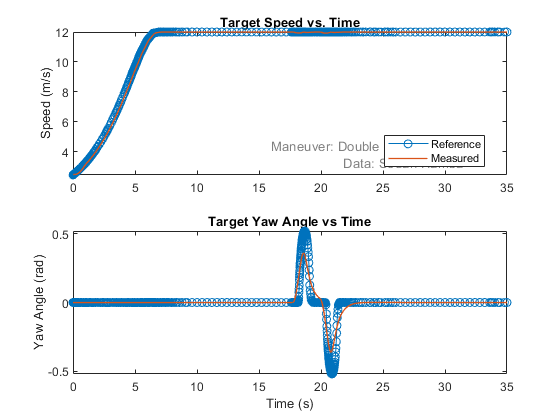 Target Speed vs. Time
12
10
8
6
4
Speed (m/s)
Maneuver: Double
Data:
Reference
Measured
0 5 10 15 20 25 30 35
Target Yaw Angle vs Time
0.5
0
-0.5
Yaw Angle (rad)
0 5 10 15 20 25 30 35
Time (s)